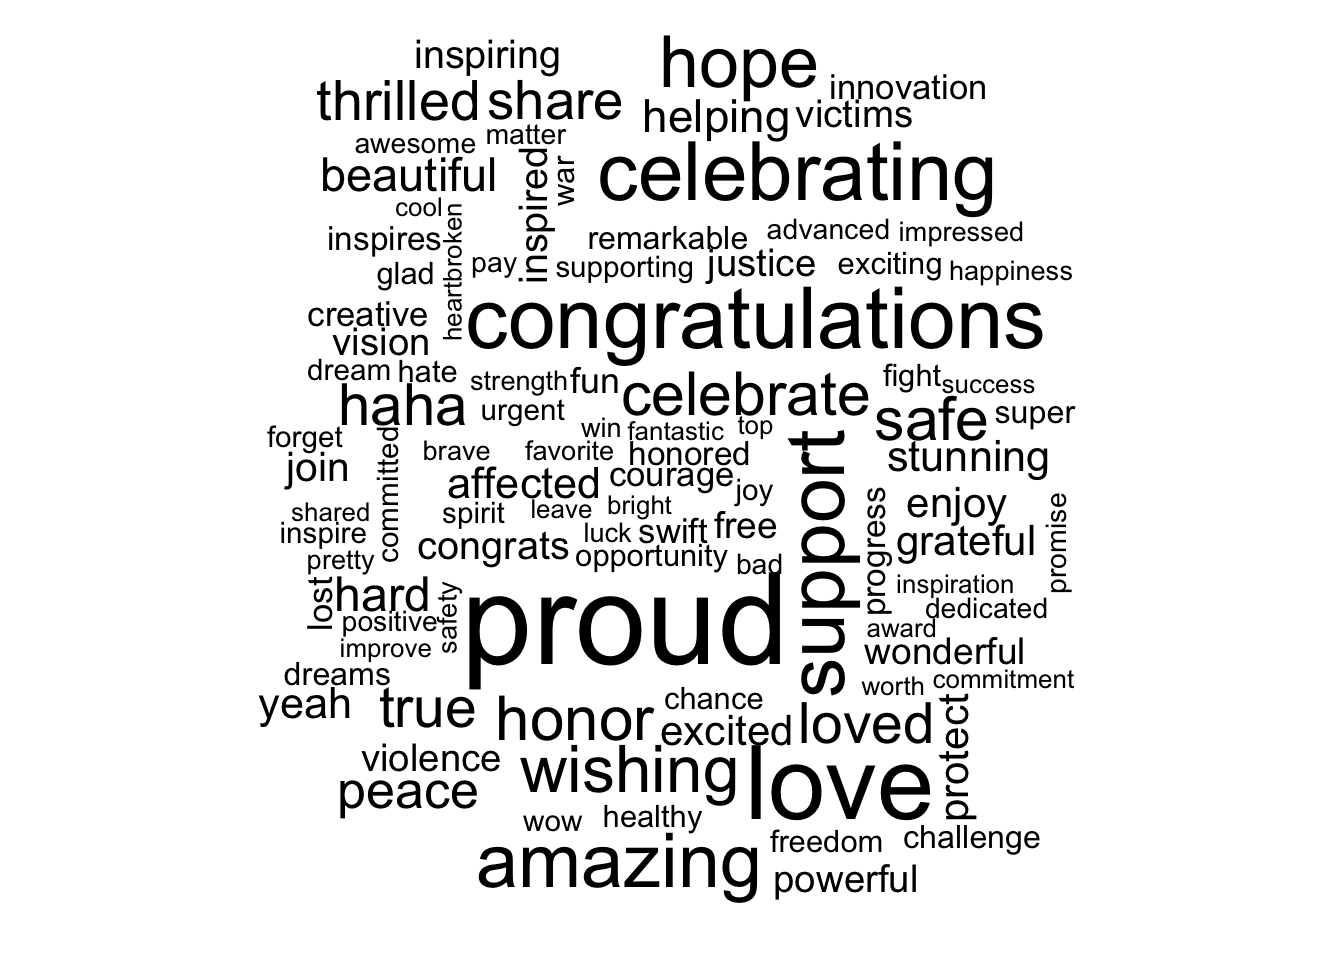 inspiring
hope
thrilled share
innovation
helping victims
awesome matter
beautiful
inspired
war
celebrating
cool
inspires
heartbroken
remarkable advanced impressed
glad
pay
supporting justice exciting happiness
creative
congratulations
vision
dream hate
strength fun
celebrate
fight success
haha
urgent
safe super
forget
committed
win fantastic top
brave favorite honored
support
stunning
join
affected courage joy
shared
spirit leave bright
progress
enjoy
promise
inspire
congrats
luck swift free
grateful
pretty
opportunity bad
lost
hard
safety
proud
inspiration
positive
dedicated
improve
award
wonderful
dreams
worth commitment
yeah true honor
chance
excited loved
protect
violence
wishing love
peace
wow healthy
freedom challenge
amazing
powerful